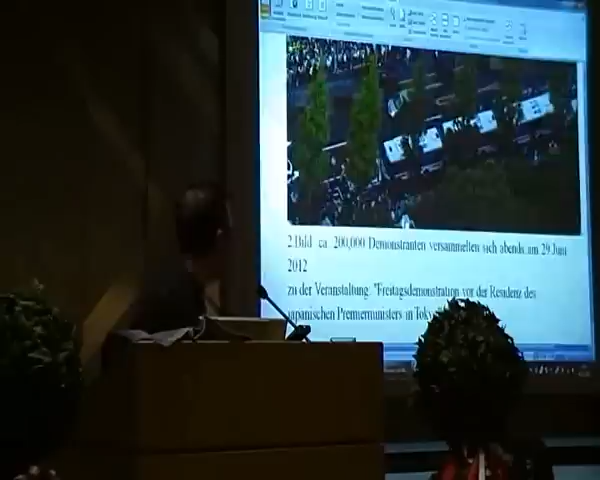 2.Bild ca. 200,000 Demonstranten versammelten sich abends am 29 Juni
2012
zu der Veranstaltung. "Freitagsdemonstration vor der Residenz des
japanischen Premierministers in